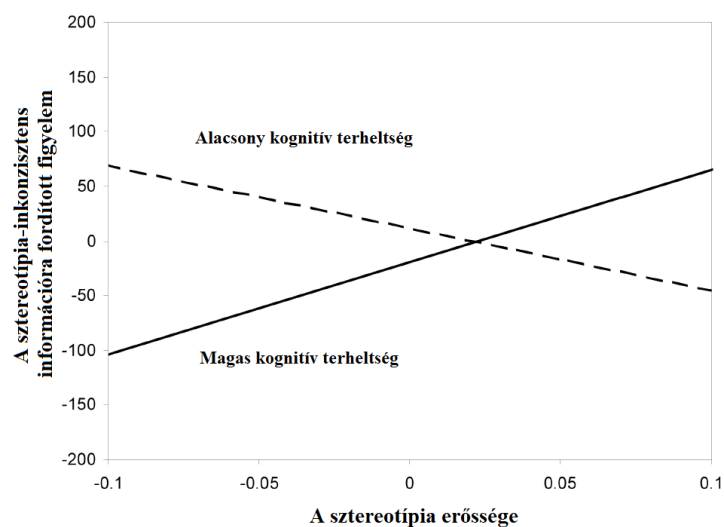 200
150
100
50
0
-50
-100
-150
-200
A sztereotípia-inkonzisztens
információra fordított figyelem
Alacsony kognitív terheltség
Magas kognitív terheltség
-0.1
-0.05
0
0.05
0.1
A sztereotípia erőssége